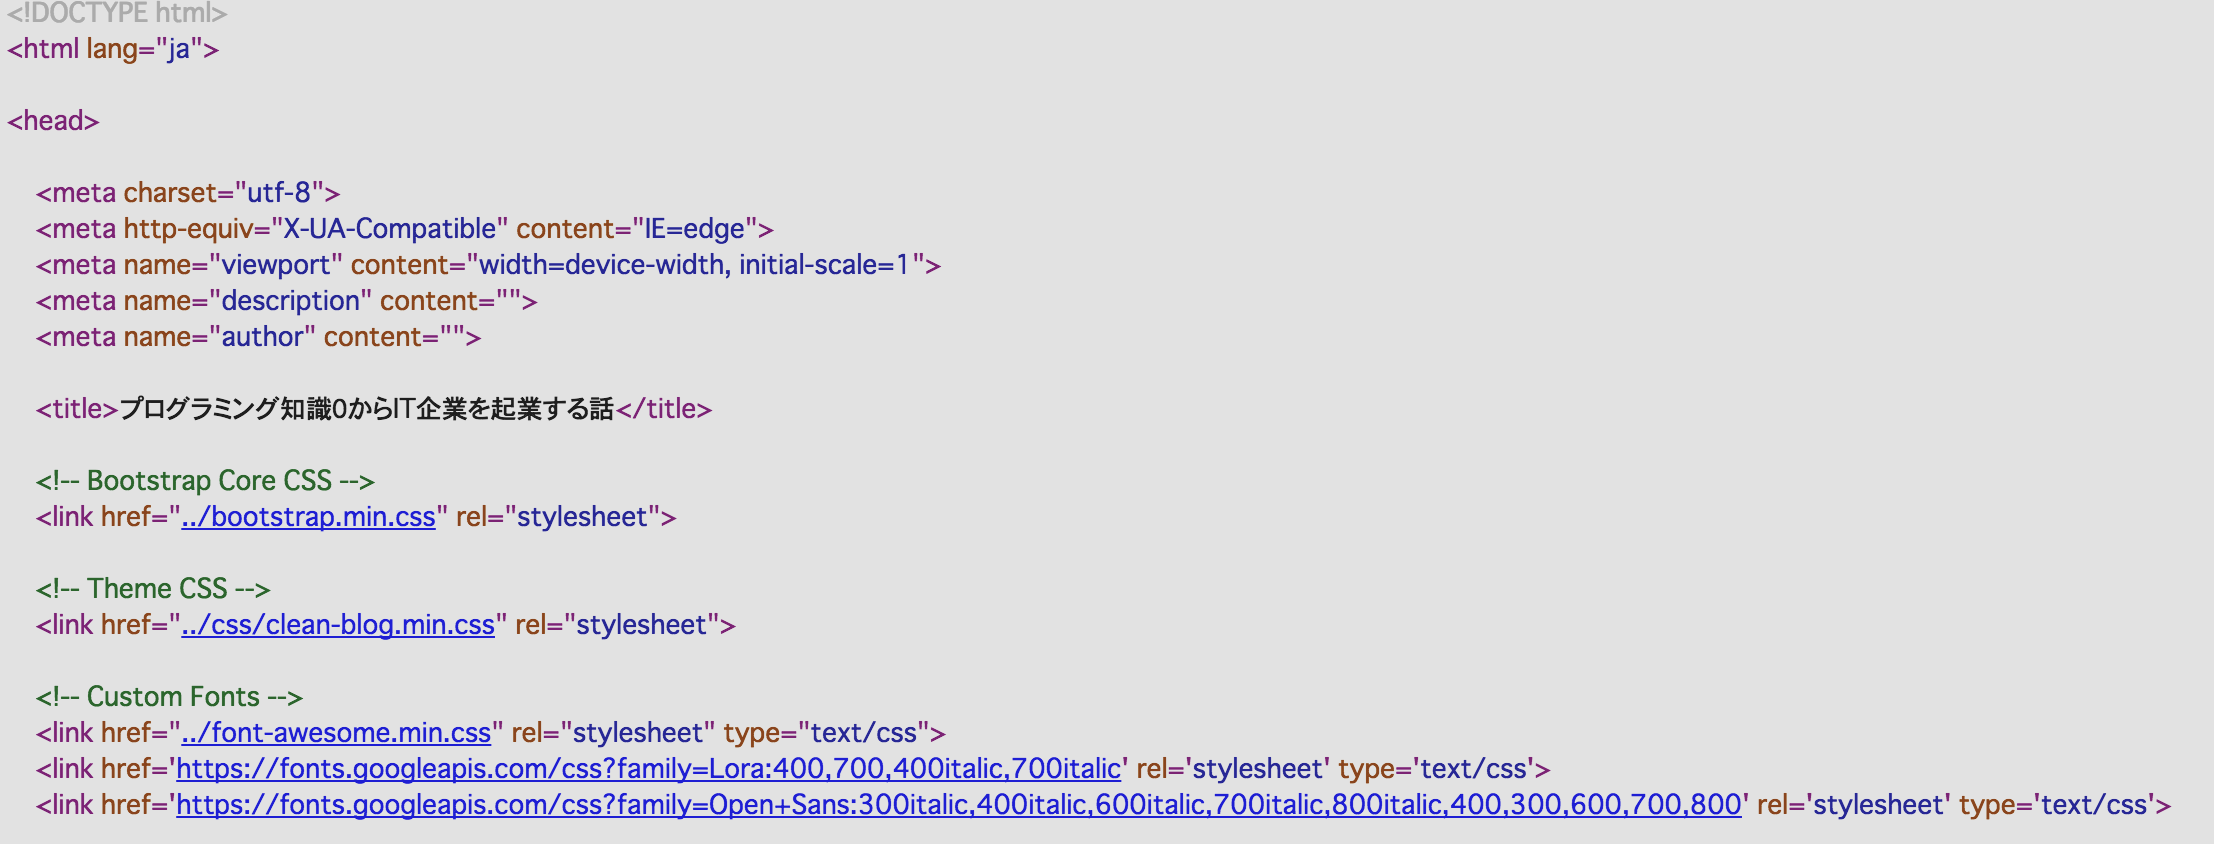 <!DOCTYPE html>
<html lang="ja">
<head>
<meta charset="utf-8">
<meta http-equiv="X-UA-Compatible" content="IE=edge">
<meta name="viewport" content="width=device-width, initial-scale=1">
<meta name="description" content="">
<meta name="author" content="">
<title>プログラミング知識0からIT企業を起業する話</title>
<!-- Bootstrap Core CSS -->
<link href="../bootstrap.min.css" rel="stylesheet">
<!-- Theme CSS -->
<link href="../css/clean-blog.min.css" rel="stylesheet">
<!-- Custom Fonts -->
<link href="../font-awesome.min.css" rel="stylesheet" type="text/css">
<link href='https://fonts.googleapis.com/css?family=Lora:400,700,400italic,700italic' rel='stylesheet' type='text/css'>
<link href='https://fonts.googleapis.com/css?family=Open+Sans:300italic,400italic,600italic,700italic,800italic,400,300,600,700,800' rel='stylesheet' type='text/css'>